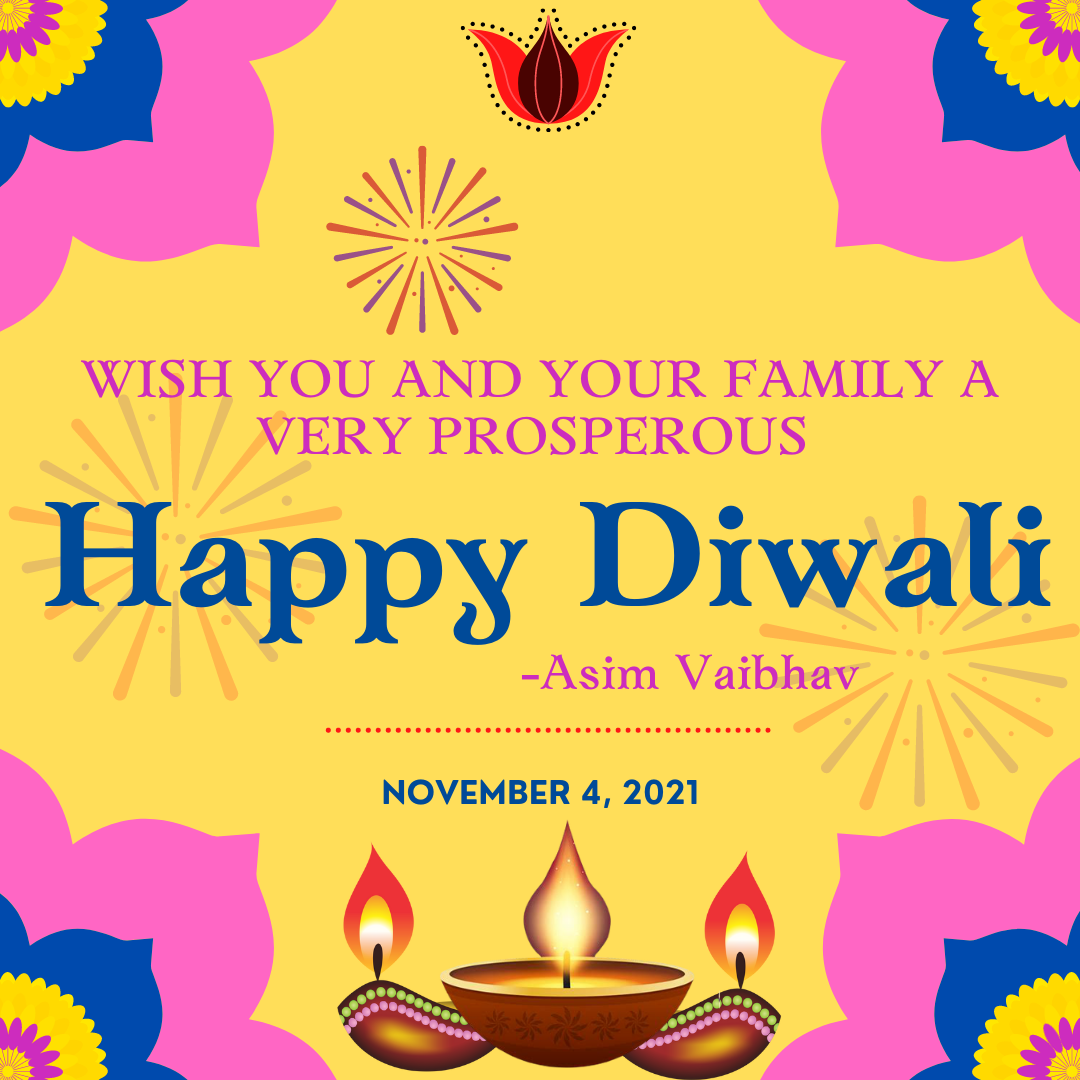 WISH YOU AND YOUR FAMILY A
VERY PROSPEROUS
Happy Diwali
-Asim Vaibhav
NOVEMBER 4, 2021